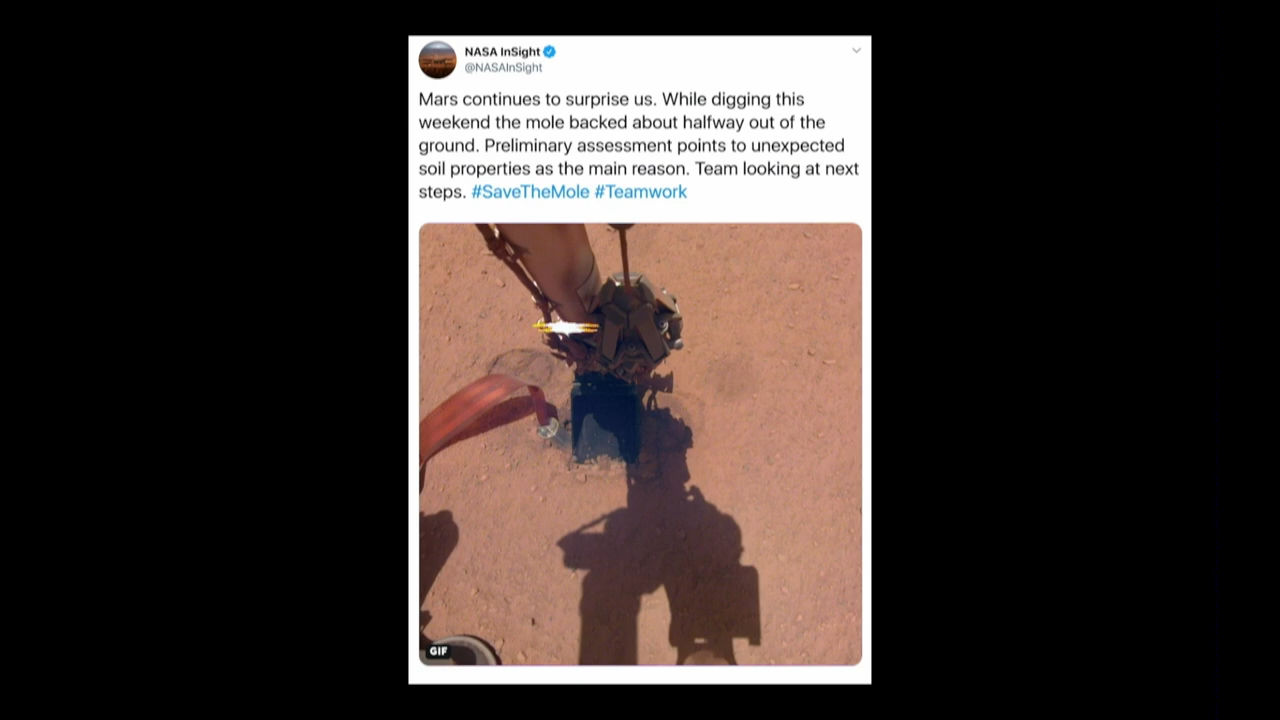 NASA InSight
@NASAInSight
Mars continues to surprise us. While digging this
weekend the mole backed about halfway out of the
ground. Preliminary assessment points to unexpected
soil properties as the main reason. Team looking at next
steps. #SaveTheMole #Teamwork
GIF